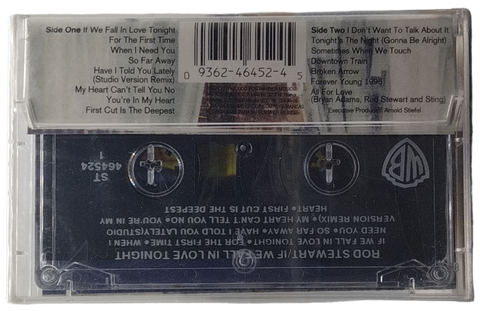 Side One If We Fall In Love Tonight
For The First Time
When I Need You
So Far Away
Have I Told You Lately
(Studio Version Remix)
My Heart Can't Tell You No
You're In My Heart
First Cut Is The Deepest
0 9362-46452-4 5
Side Two I Don't Want To Talk About It
Tonight's The Night (Gonna Be Alright)
Sometimes When We Touch
Downtown Train
Broken Arrow
Forever Young 1996
All For Love
(Bryan Adams, Rod Stewart and Sting)
Executive Producer: Arnold Stiefel
ROD STEWART/IF WE FALL IN LOVE TONIGHT
IF WE FALL IN LOVE TONIGHT • FOR THE FIRST TIME • WHEN I
NEED YOU • SO FAR AWAY • HAVE I TOLD YOU LATELY(STUDIO
VERSION REMIX) • MY HEART CAN'T TELL YOU NO • YOU'RE IN MY
HEART • FIRST CUT IS THE DEEPEST
ST
464524
1
WB